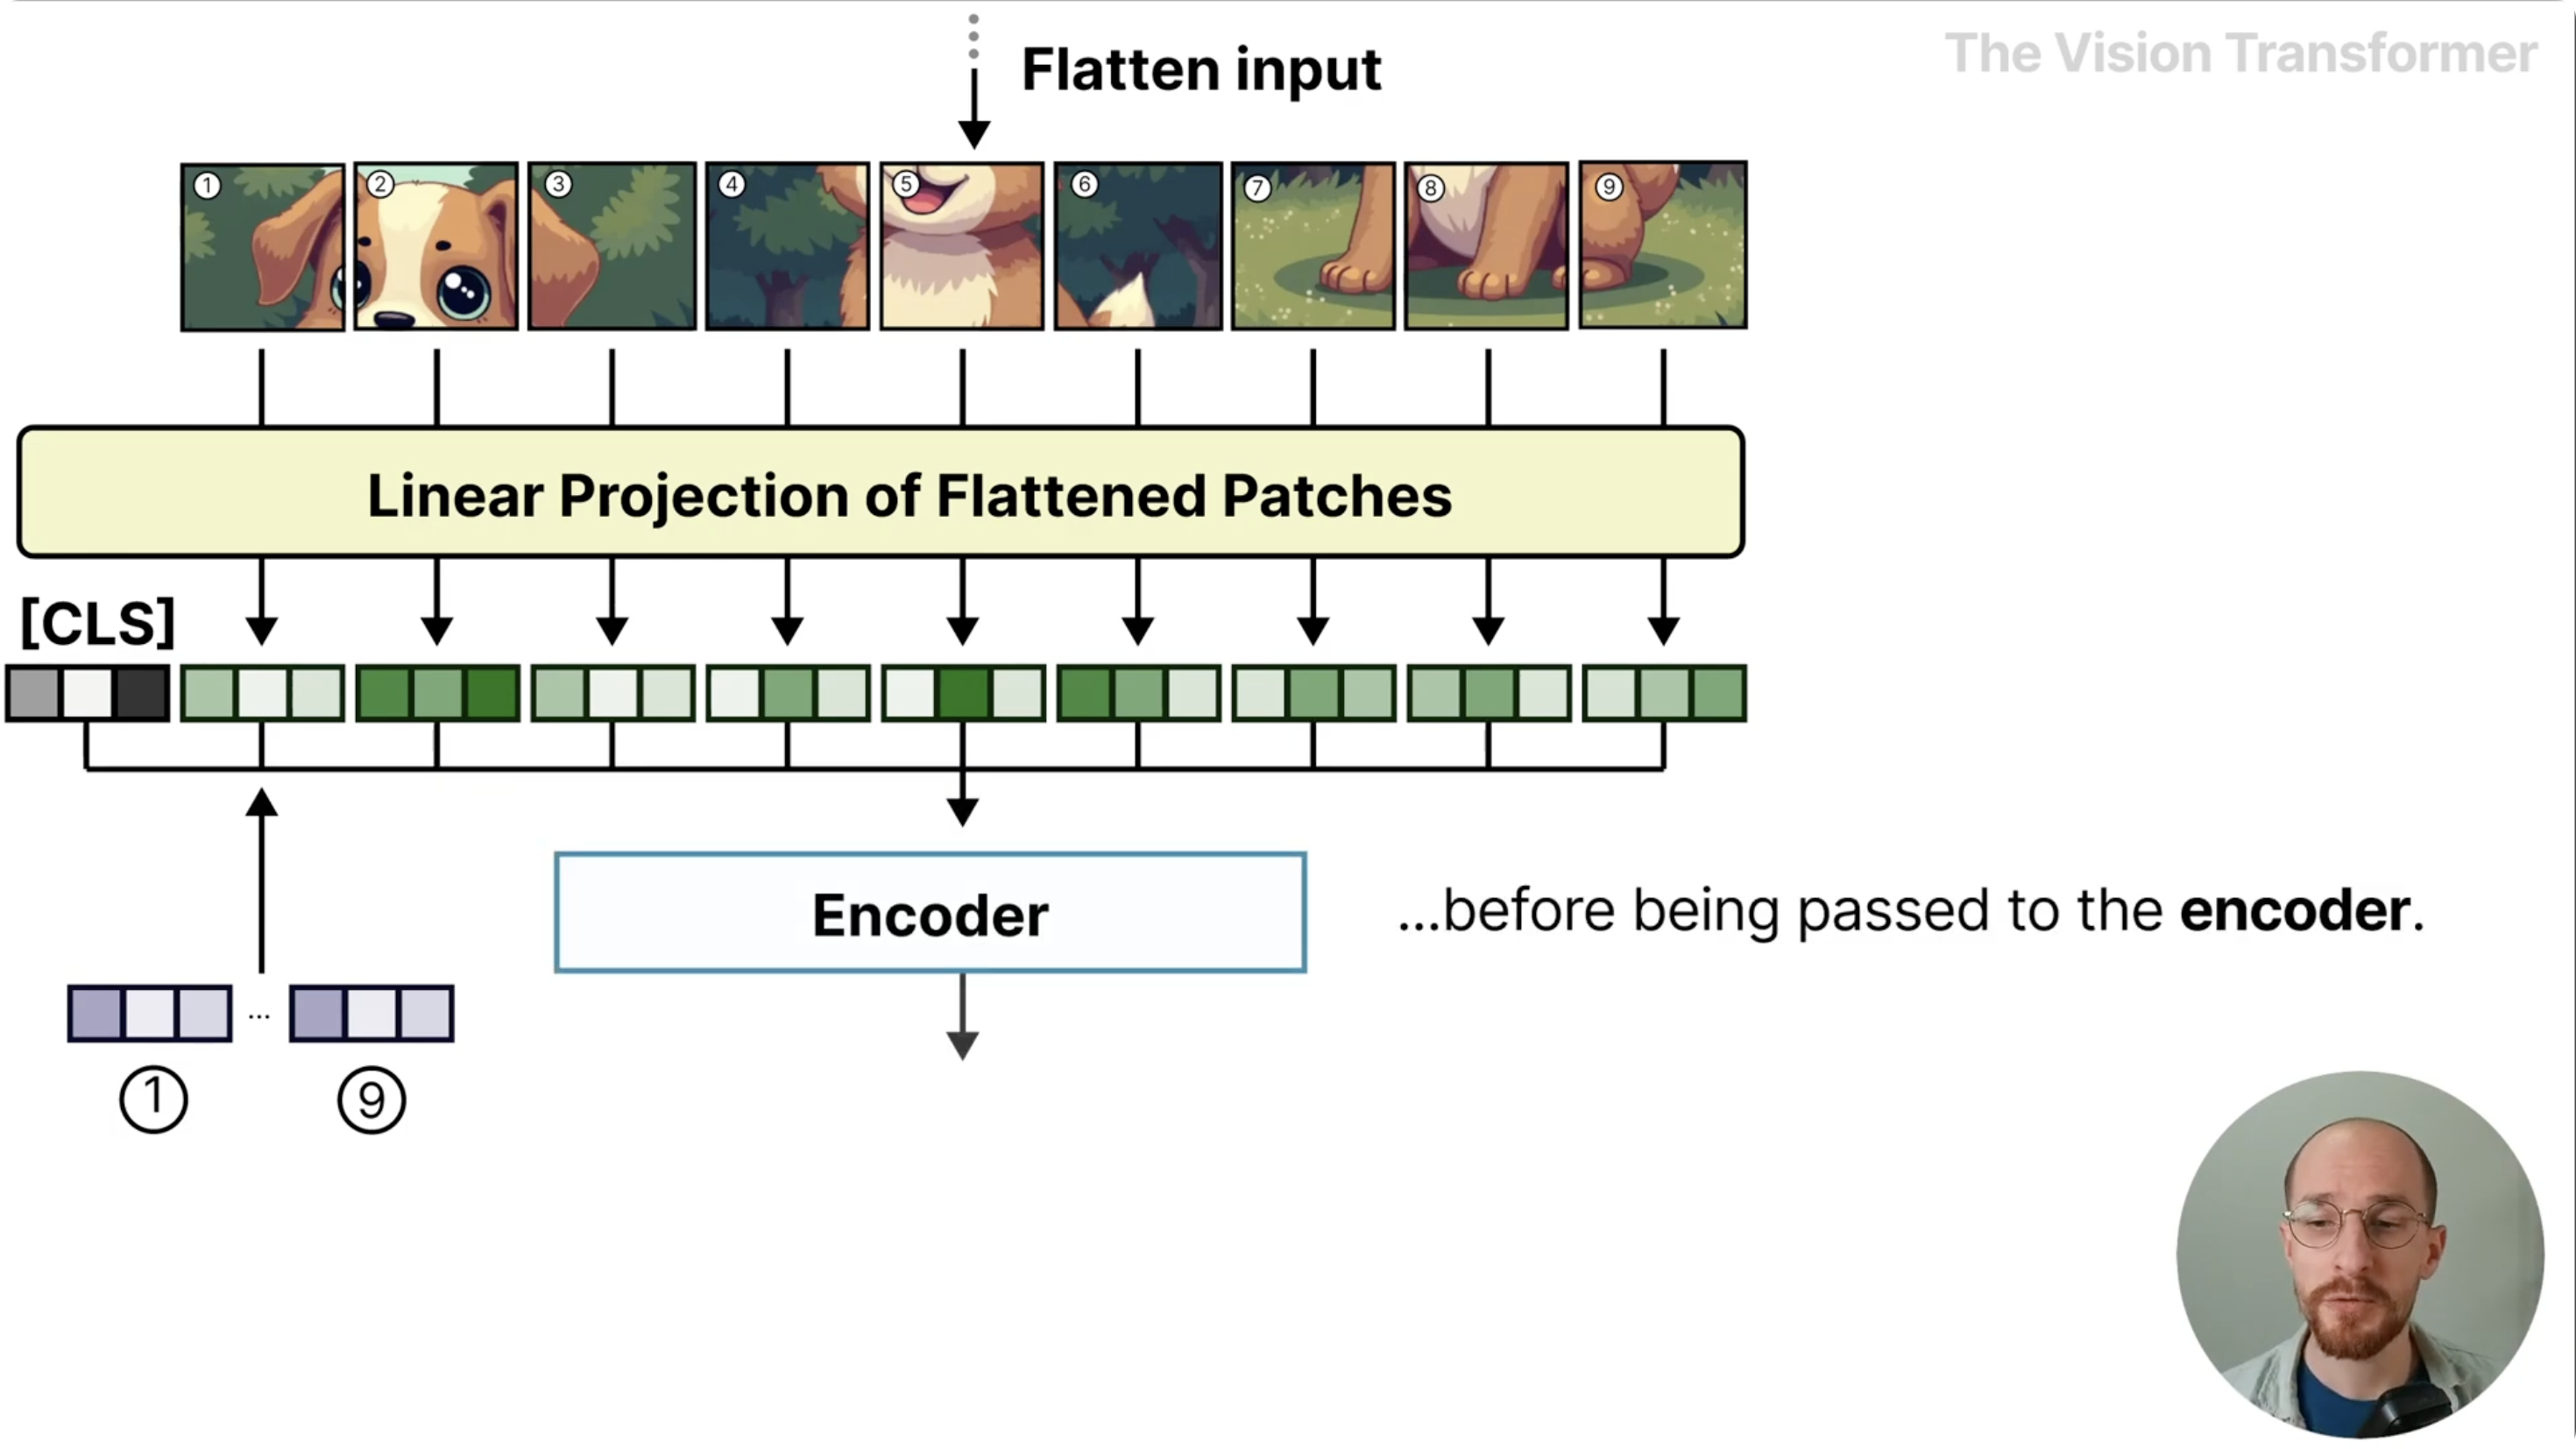 The Vision Transformer
Flatten input
① ② ③ ④ ⑤ ⑥ ⑦ ⑧ ⑨
Linear Projection of Flattened Patches
[CLS]
Encoder
...before being passed to the encoder.
...
① ⑨